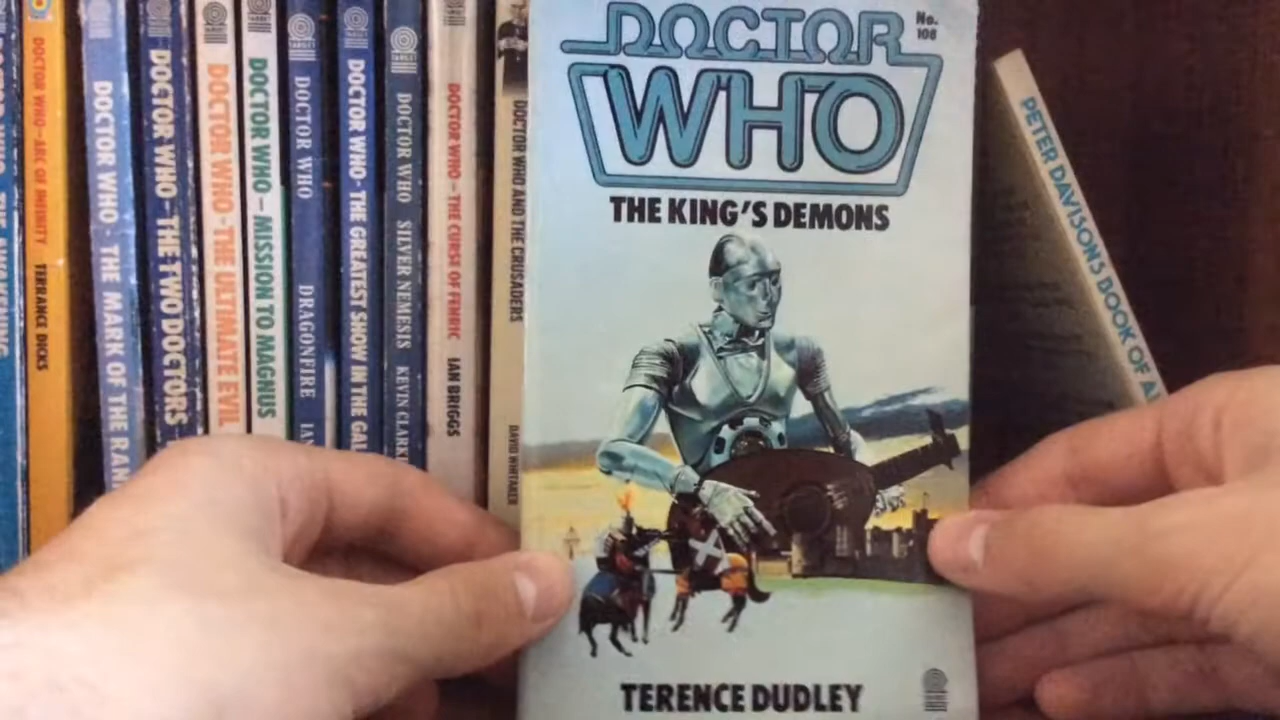 DOCTOR WHO-ARC OF INFINITY TERRANCE DICKS
DOCTOR WHO - THE MARK OF THE RAN
DOCTOR WHO - THE TWO DOCTORS
DOCTOR WHO - THE ULTIMATE EVIL
DOCTOR WHO - MISSION TO MAGNUS
DOCTOR WHO DRAGONFIRE IAN
DOCTOR WHO - THE GREATEST SHOW IN THE GAL
DOCTOR WHO SILVER NEMESIS KEVIN CLARKE
DOCTOR WHO - THE CURSE OF FENRIC IAN BRIGGS
DOCTOR WHO AND THE CRUSADERS DAVID WHITAKER
DOCTOR
WHO
No.
108
THE KING'S DEMONS
TERENCE DUDLEY
PETER DAVISON'S BOOK OF A